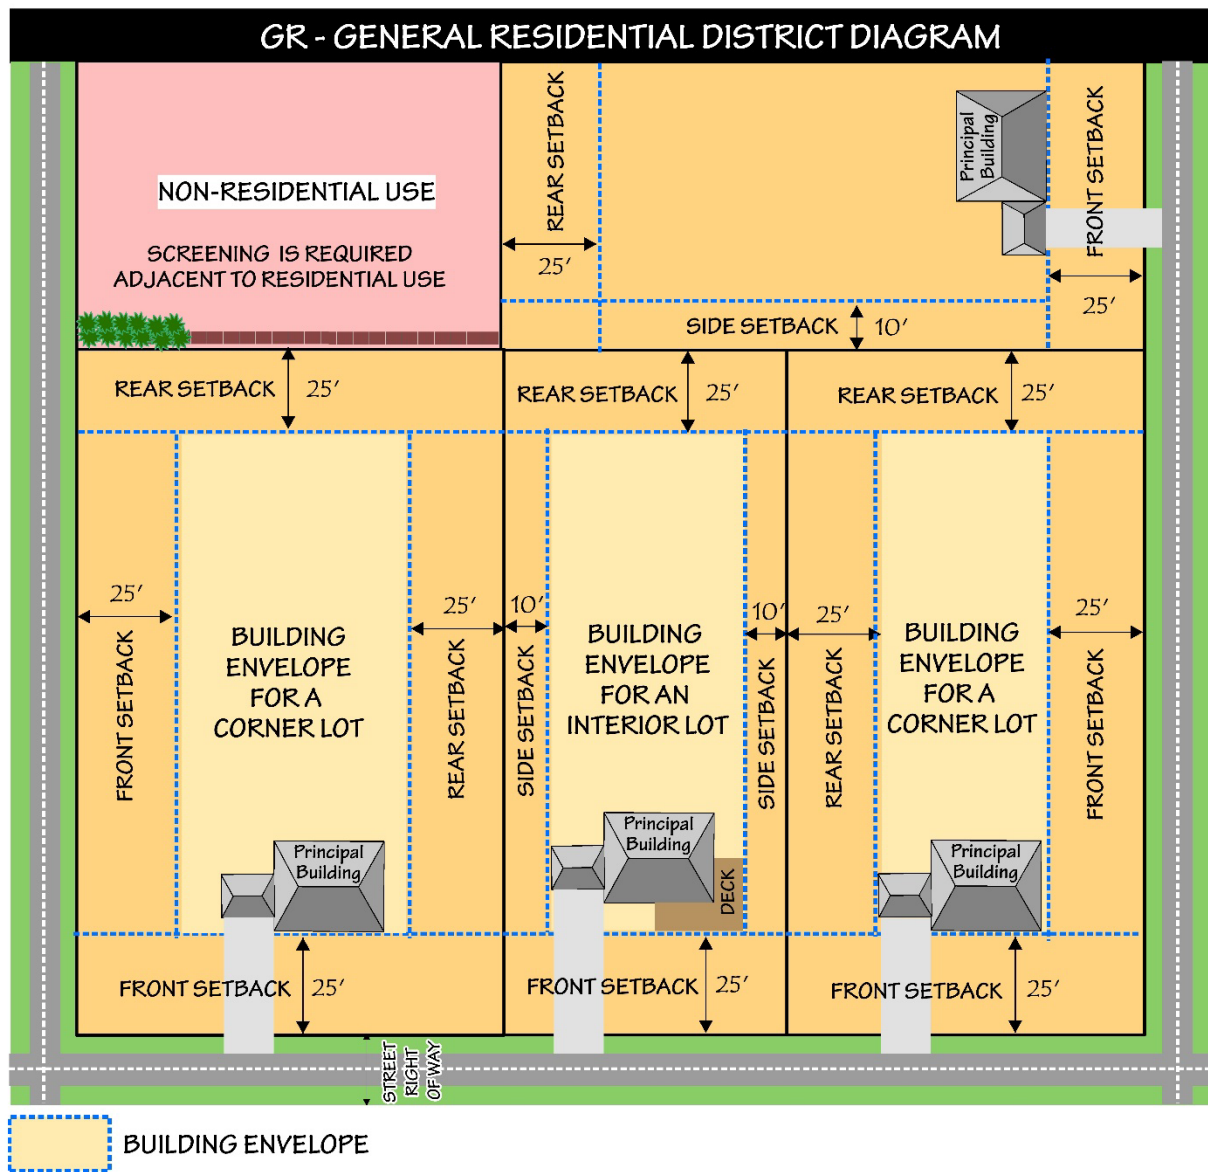 GR - GENERAL RESIDENTIAL DISTRICT DIAGRAM
NON-RESIDENTIAL USE
SCREENING IS REQUIRED
ADJACENT TO RESIDENTIAL USE
REAR SETBACK
25'
Principal
Building
FRONT SETBACK
25'
SIDE SETBACK
10'
REAR SETBACK
25'
REAR SETBACK
25'
REAR SETBACK
25'
25'
FRONT SETBACK
BUILDING
ENVELOPE
FOR A
CORNER LOT
25'
REAR SETBACK
10'
SIDE SETBACK
BUILDING
ENVELOPE
FOR AN
INTERIOR LOT
10'
SIDE SETBACK
25'
REAR SETBACK
BUILDING
ENVELOPE
FOR A
CORNER LOT
25'
FRONT SETBACK
Principal
Building
Principal
Building
DECK
Principal
Building
FRONT SETBACK
25'
FRONT SETBACK
25'
FRONT SETBACK
25'
STREET
RIGHT
OF WAY
BUILDING ENVELOPE